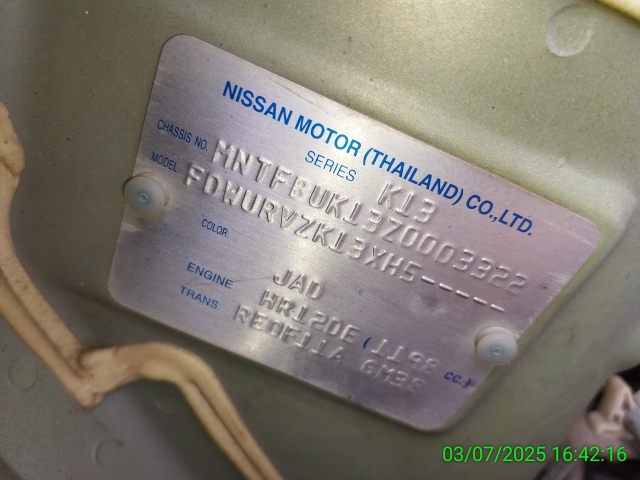 NISSAN MOTOR (THAILAND) CO.,LTD.
SERIES K13
CHASSIS NO. MNTFBUK13Z0003322
MODEL FDWURVZK13XH5-----
COLOR JAD
ENGINE HR12DE (1198 cc.)
TRANS. RE0F11A GM38
03/07/2025 16:42:16